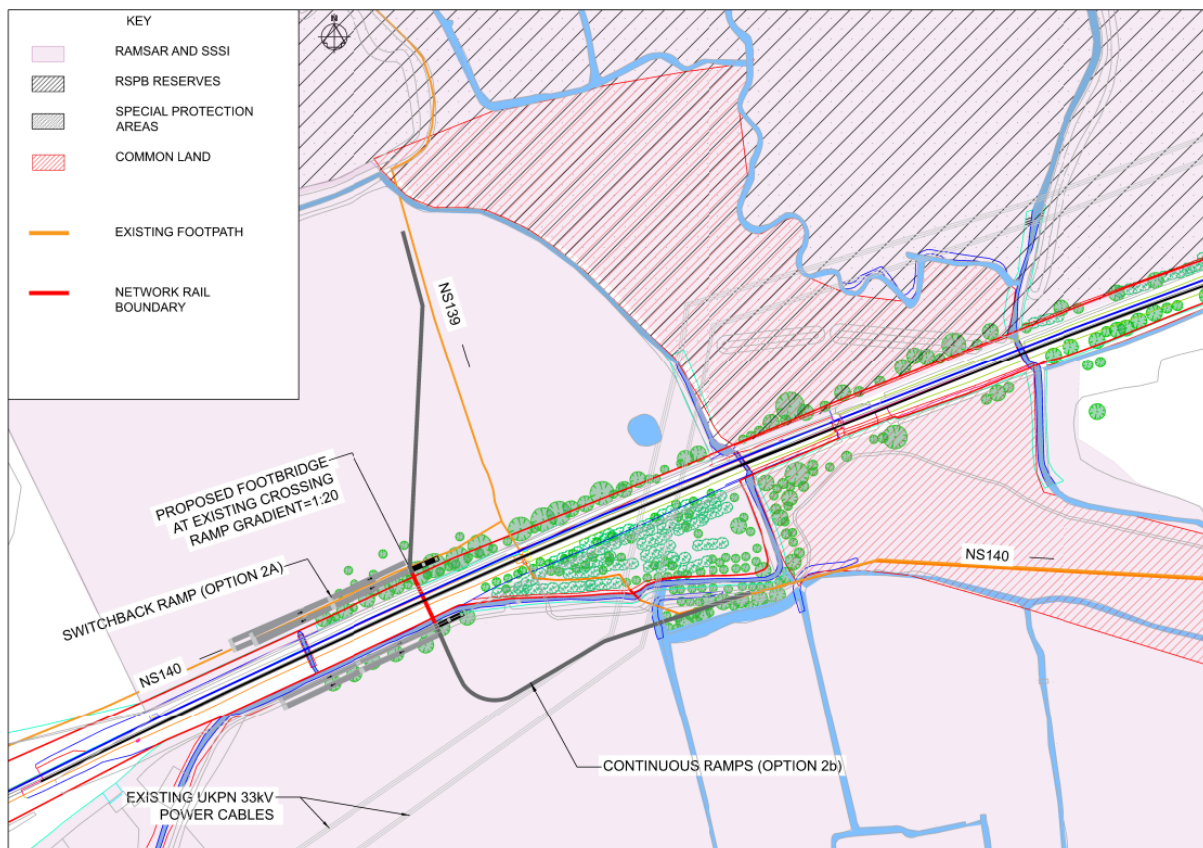 KEY
RAMSAR AND SSSI
RSPB RESERVES
SPECIAL PROTECTION
AREAS
COMMON LAND
EXISTING FOOTPATH
NETWORK RAIL
BOUNDARY
N
NS139
PROPOSED FOOTBRIDGE
AT EXISTING CROSSING
RAMP GRADIENT=1:20
SWITCHBACK RAMP (OPTION 2A)
NS140
NS140
CONTINUOUS RAMPS (OPTION 2b)
EXISTING UKPN 33kV
POWER CABLES